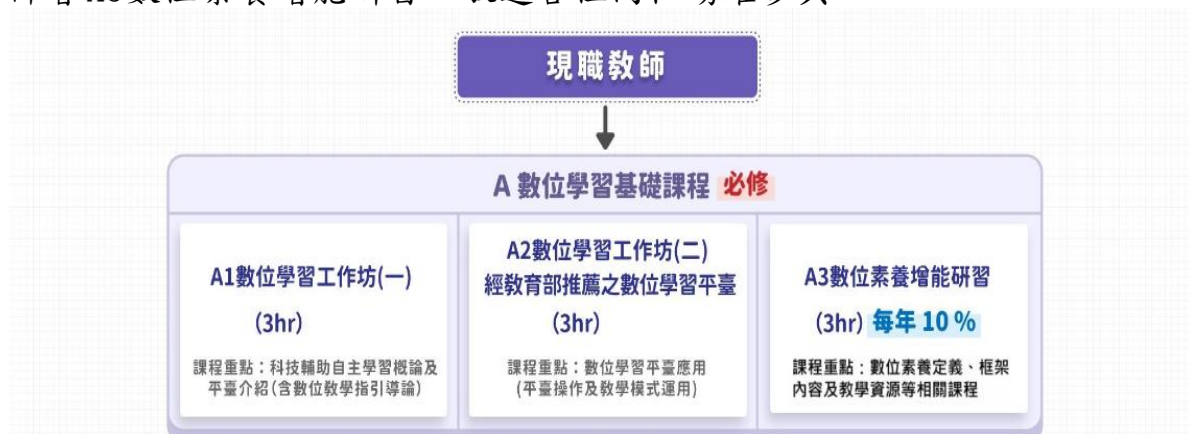 現職教師
A 數位學習基礎課程 必修
A1數位學習工作坊(一)
(3hr)
課程重點：科技輔助自主學習概論及
平臺介紹(含數位教學指引導論)
A2數位學習工作坊(二)
經教育部推薦之數位學習平臺
(3hr)
課程重點：數位學習平臺應用
(平臺操作及教學模式運用)
A3數位素養增能研習
(3hr) 每年 10 %
課程重點：數位素養定義、框架
內容及教學資源等相關課程